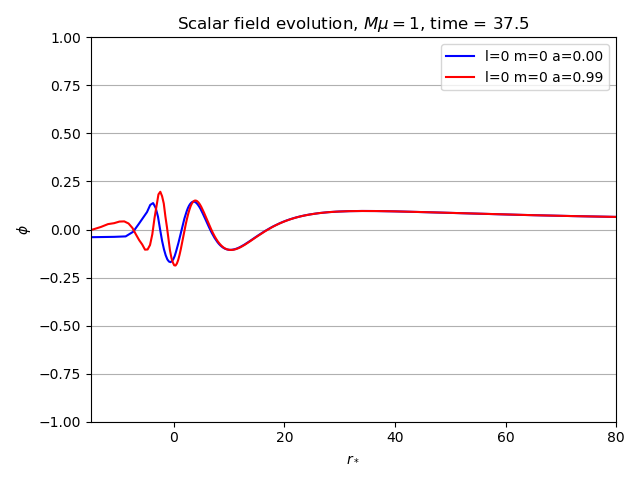 Scalar field evolution, Mμ = 1, time = 37.5
l=0 m=0 a=0.00
l=0 m=0 a=0.99
1.00
0.75
0.50
0.25
0.00
−0.25
−0.50
−0.75
−1.00
ϕ
0 20 40 60 80
r*